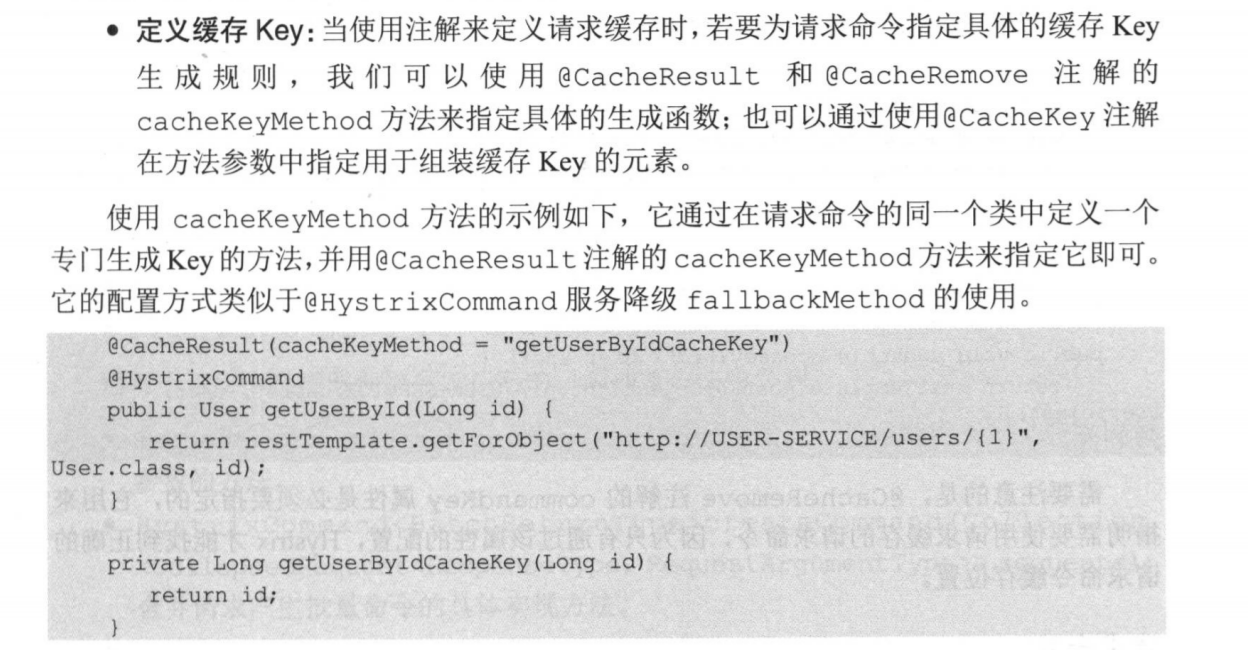 • 定义缓存 Key：当使用注解来定义请求缓存时，若要为请求命令指定具体的缓存 Key
生成规则，我们可以使用 @CacheResult 和 @CacheRemove 注解的
cacheKeyMethod 方法来指定具体的生成函数；也可以通过使用@CacheKey 注解
在方法参数中指定用于组装缓存 Key 的元素。
使用 cacheKeyMethod 方法的示例如下，它通过在请求命令的同一个类中定义一个
专门生成 Key 的方法，并用@CacheResult 注解的 cacheKeyMethod 方法来指定它即可。
它的配置方式类似于@HystrixCommand 服务降级 fallbackMethod 的使用。
@CacheResult(cacheKeyMethod = "getUserByIdCacheKey")
@HystrixCommand
public User getUserById(Long id) {
return restTemplate.getForObject("http://USER-SERVICE/users/{1}",
User.class, id);
}
private Long getUserByIdCacheKey(Long id) {
return id;
}